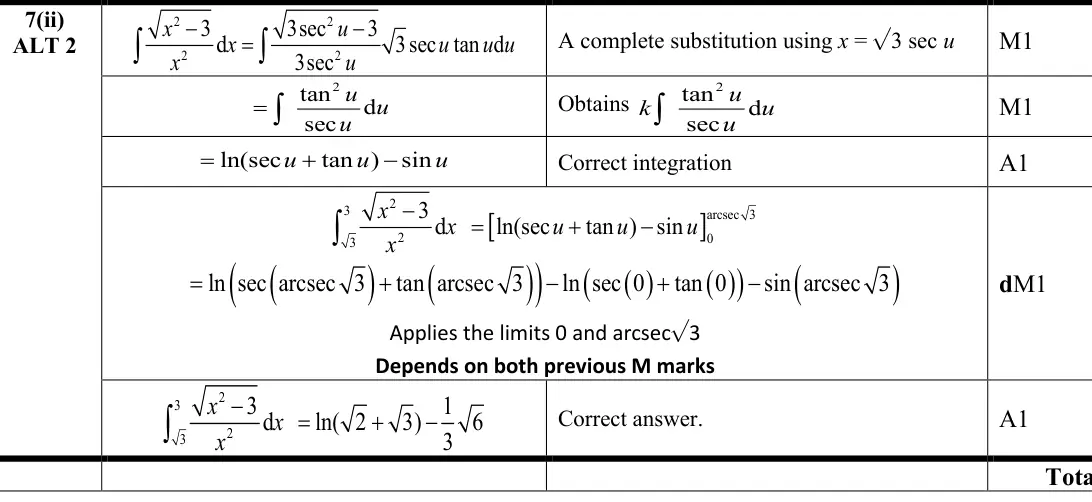 7(ii)
ALT 2
∫ √(x² − 3) / x² dx = ∫ √(3sec² u − 3) / 3sec² u √3 sec u tan u du
A complete substitution using x = √3 sec u
M1
= ∫ tan² u / sec u du
Obtains k∫ tan² u / sec u du
M1
= ln(sec u + tan u) − sin u
Correct integration
A1
∫_√3^3 √(x² − 3) / x² dx = [ln(sec u + tan u) − sin u]_0^arcsec √3
= ln(sec(arcsec √3) + tan(arcsec √3)) − ln(sec(0) + tan(0)) − sin(arcsec √3)
Applies the limits 0 and arcsec√3
Depends on both previous M marks
dM1
∫_√3^3 √(x² − 3) / x² dx = ln(√2 + √3) − 1/3 √6
Correct answer.
A1
Tota